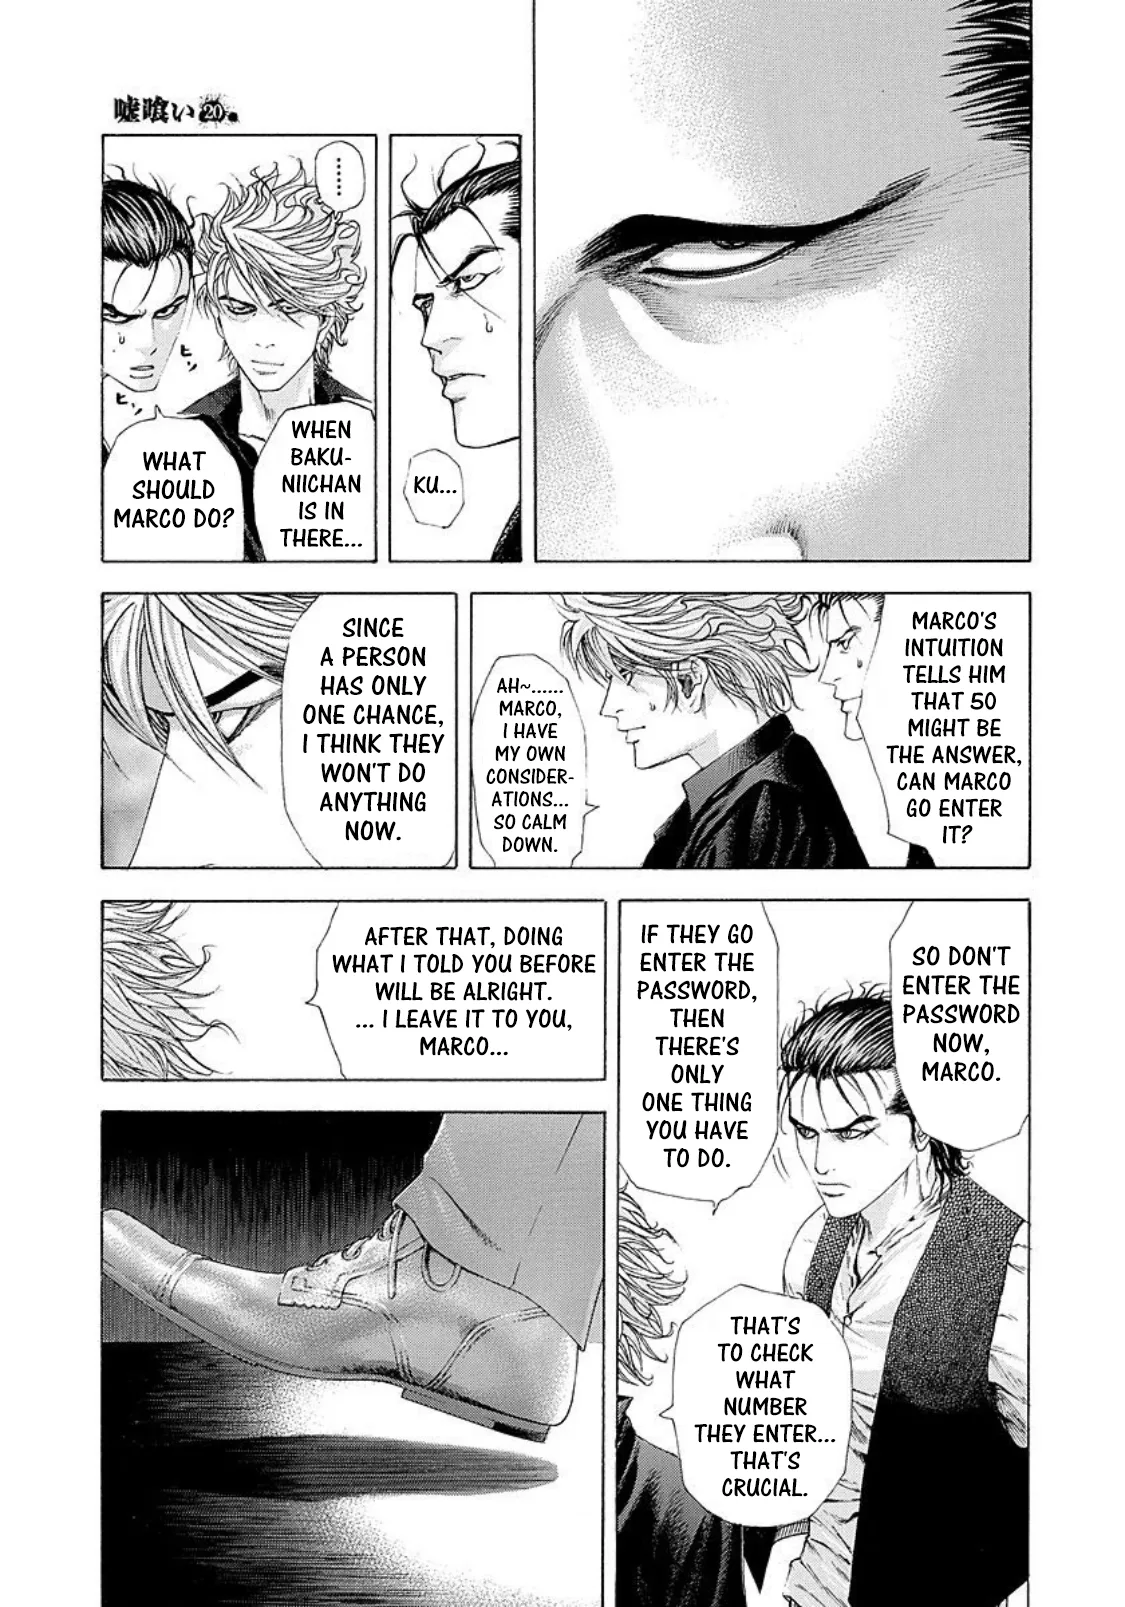 嘘喰い 20
KU...
......
WHEN
BAKU-
NIICHAN
IS IN
THERE...
ヒソ
ヒソ
WHAT
SHOULD
MARCO DO?
MARCO'S
INTUITION
TELLS HIM
THAT 50
MIGHT BE
THE ANSWER,
CAN MARCO
GO ENTER
IT?
AH~......
MARCO,
I HAVE
MY OWN
CONSIDER-
ATIONS...
SO CALM
DOWN.
SINCE
A PERSON
HAS ONLY
ONE CHANCE,
I THINK THEY
WON'T DO
ANYTHING
NOW.
SO DON'T
ENTER THE
PASSWORD
NOW,
MARCO.
IF THEY GO
ENTER THE
PASSWORD,
THEN
THERE'S
ONLY
ONE THING
YOU HAVE
TO DO.
THAT'S
TO CHECK
WHAT
NUMBER
THEY ENTER...
THAT'S
CRUCIAL.
AFTER THAT, DOING
WHAT I TOLD YOU BEFORE
WILL BE ALRIGHT.
... I LEAVE IT TO YOU,
MARCO...